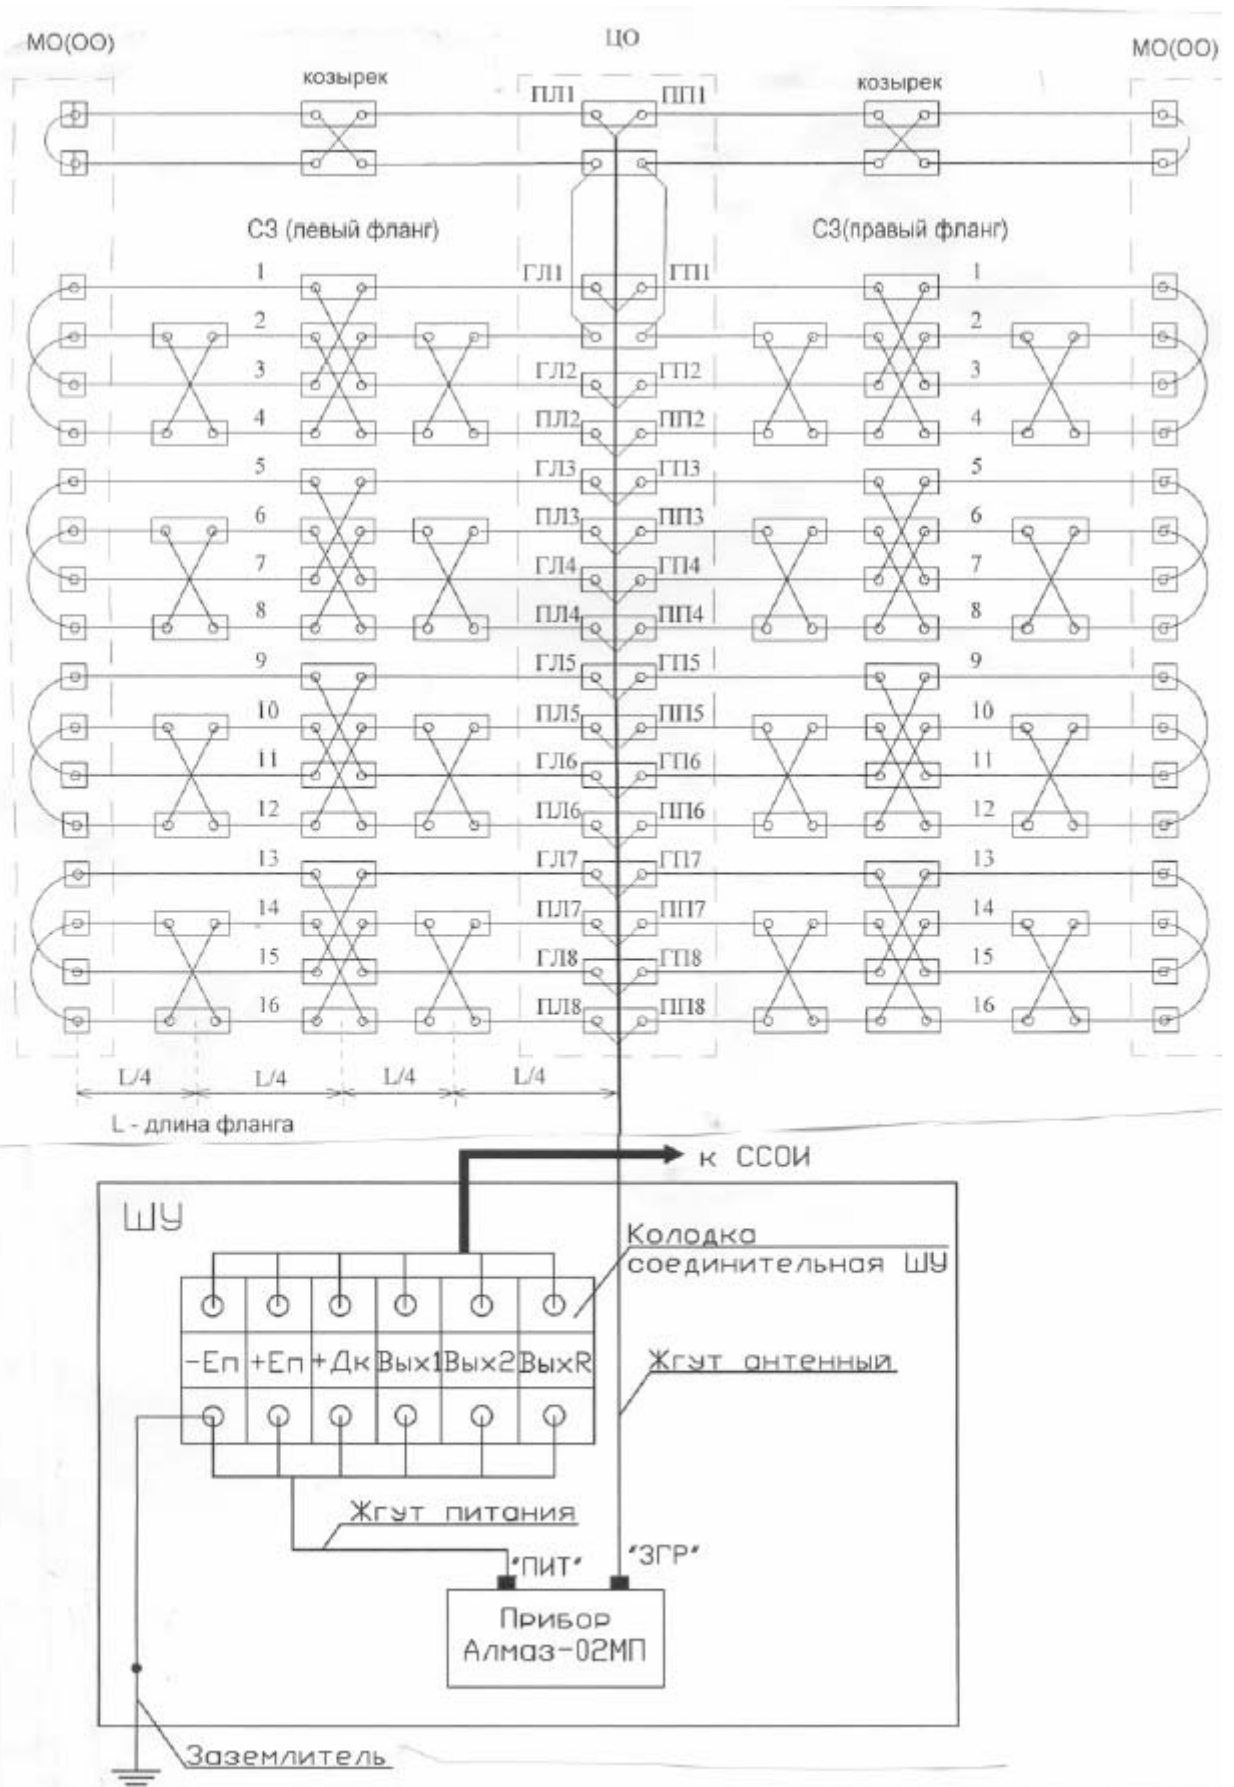 МО(ОО)
ЦО
МО(ОО)
козырек
ПЛ1
ПП1
козырек
СЗ (левый фланг)
СЗ(правый фланг)
1
ГЛ1
ГП1
1
2
2
3
ГЛ2
ГП2
3
4
ПЛ2
ПП2
4
5
ГЛ3
ГП3
5
6
ПЛ3
ПП3
6
7
ГЛ4
ГП4
7
8
ПЛ4
ПП4
8
9
ГЛ5
ГП5
9
10
ПЛ5
ПП5
10
11
ГЛ6
ГП6
11
12
ПЛ6
ПП6
12
13
ГЛ7
ГП7
13
14
ПЛ7
ПП7
14
15
ГЛ8
ГП8
15
16
ПЛ8
ПП8
16
L/4
L/4
L/4
L/4
L - длина фланга
к ССОИ
ШУ
Колодка
соединительная ШУ
-Еп
+Еп
+Дк
Вых1
Вых2
ВыхR
Жгут антенный
Жгут питания
"ПИТ"
"ЗГР"
Прибор
Алмаз-02МП
Заземлитель